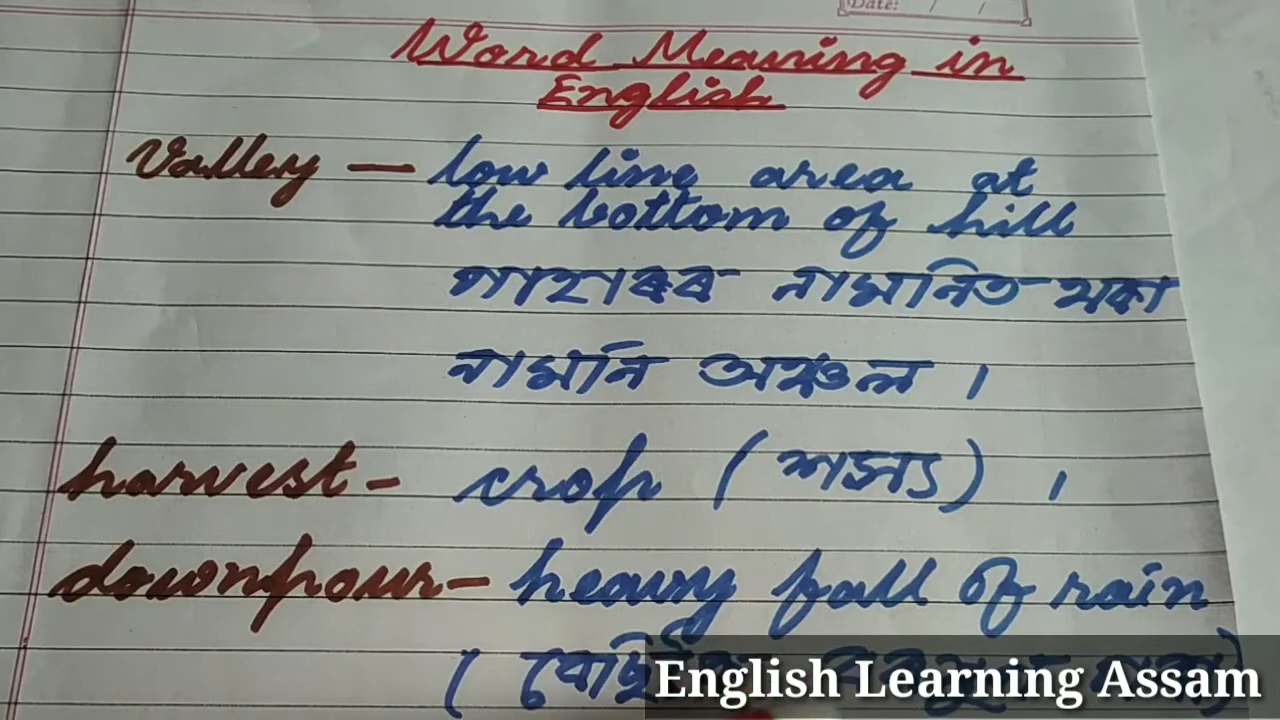 Date: / /
Word Meaning in
English
Valley — low line area at
the bottom of hill
পাহাৰৰ নামনিত থকা
নামনি অঞ্চল ।
harvest - crop (শস্য) ।
downpour - heavy fall of rain
(
English Learning Assam